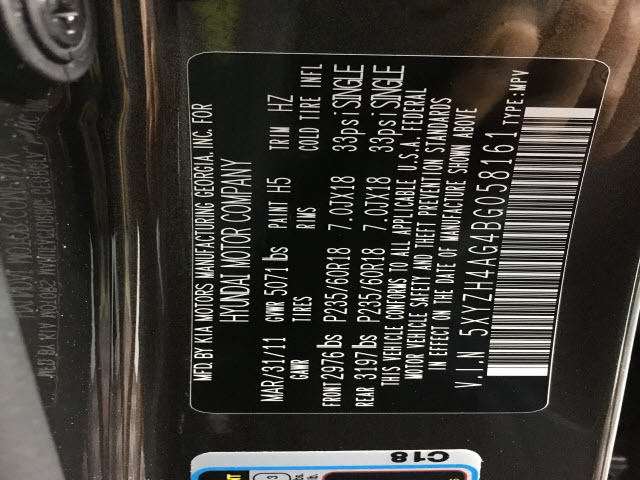 MFD. BY KIA MOTORS MANUFACTURING GEORGIA, INC. FOR
HYUNDAI MOTOR COMPANY
MAR/31/11 GVWR 5071 lbs PAINT H5 TRIM HZ
GAWR TIRES RIMS COLD TIRE INFL
FRONT 2976 lbs P235/60R18 7.0JX18 33psi SINGLE
REAR 3197 lbs P235/60R18 7.0JX18 33psi SINGLE
THIS VEHICLE CONFORMS TO ALL APPLICABLE U.S.A. FEDERAL
MOTOR VEHICLE SAFETY AND THEFT PREVENTION STANDARDS
IN EFFECT ON THE DATE OF MANUFACTURE SHOWN ABOVE
V.I.N 5XYZH4AG4BG058161 TYPE:MPV
C18